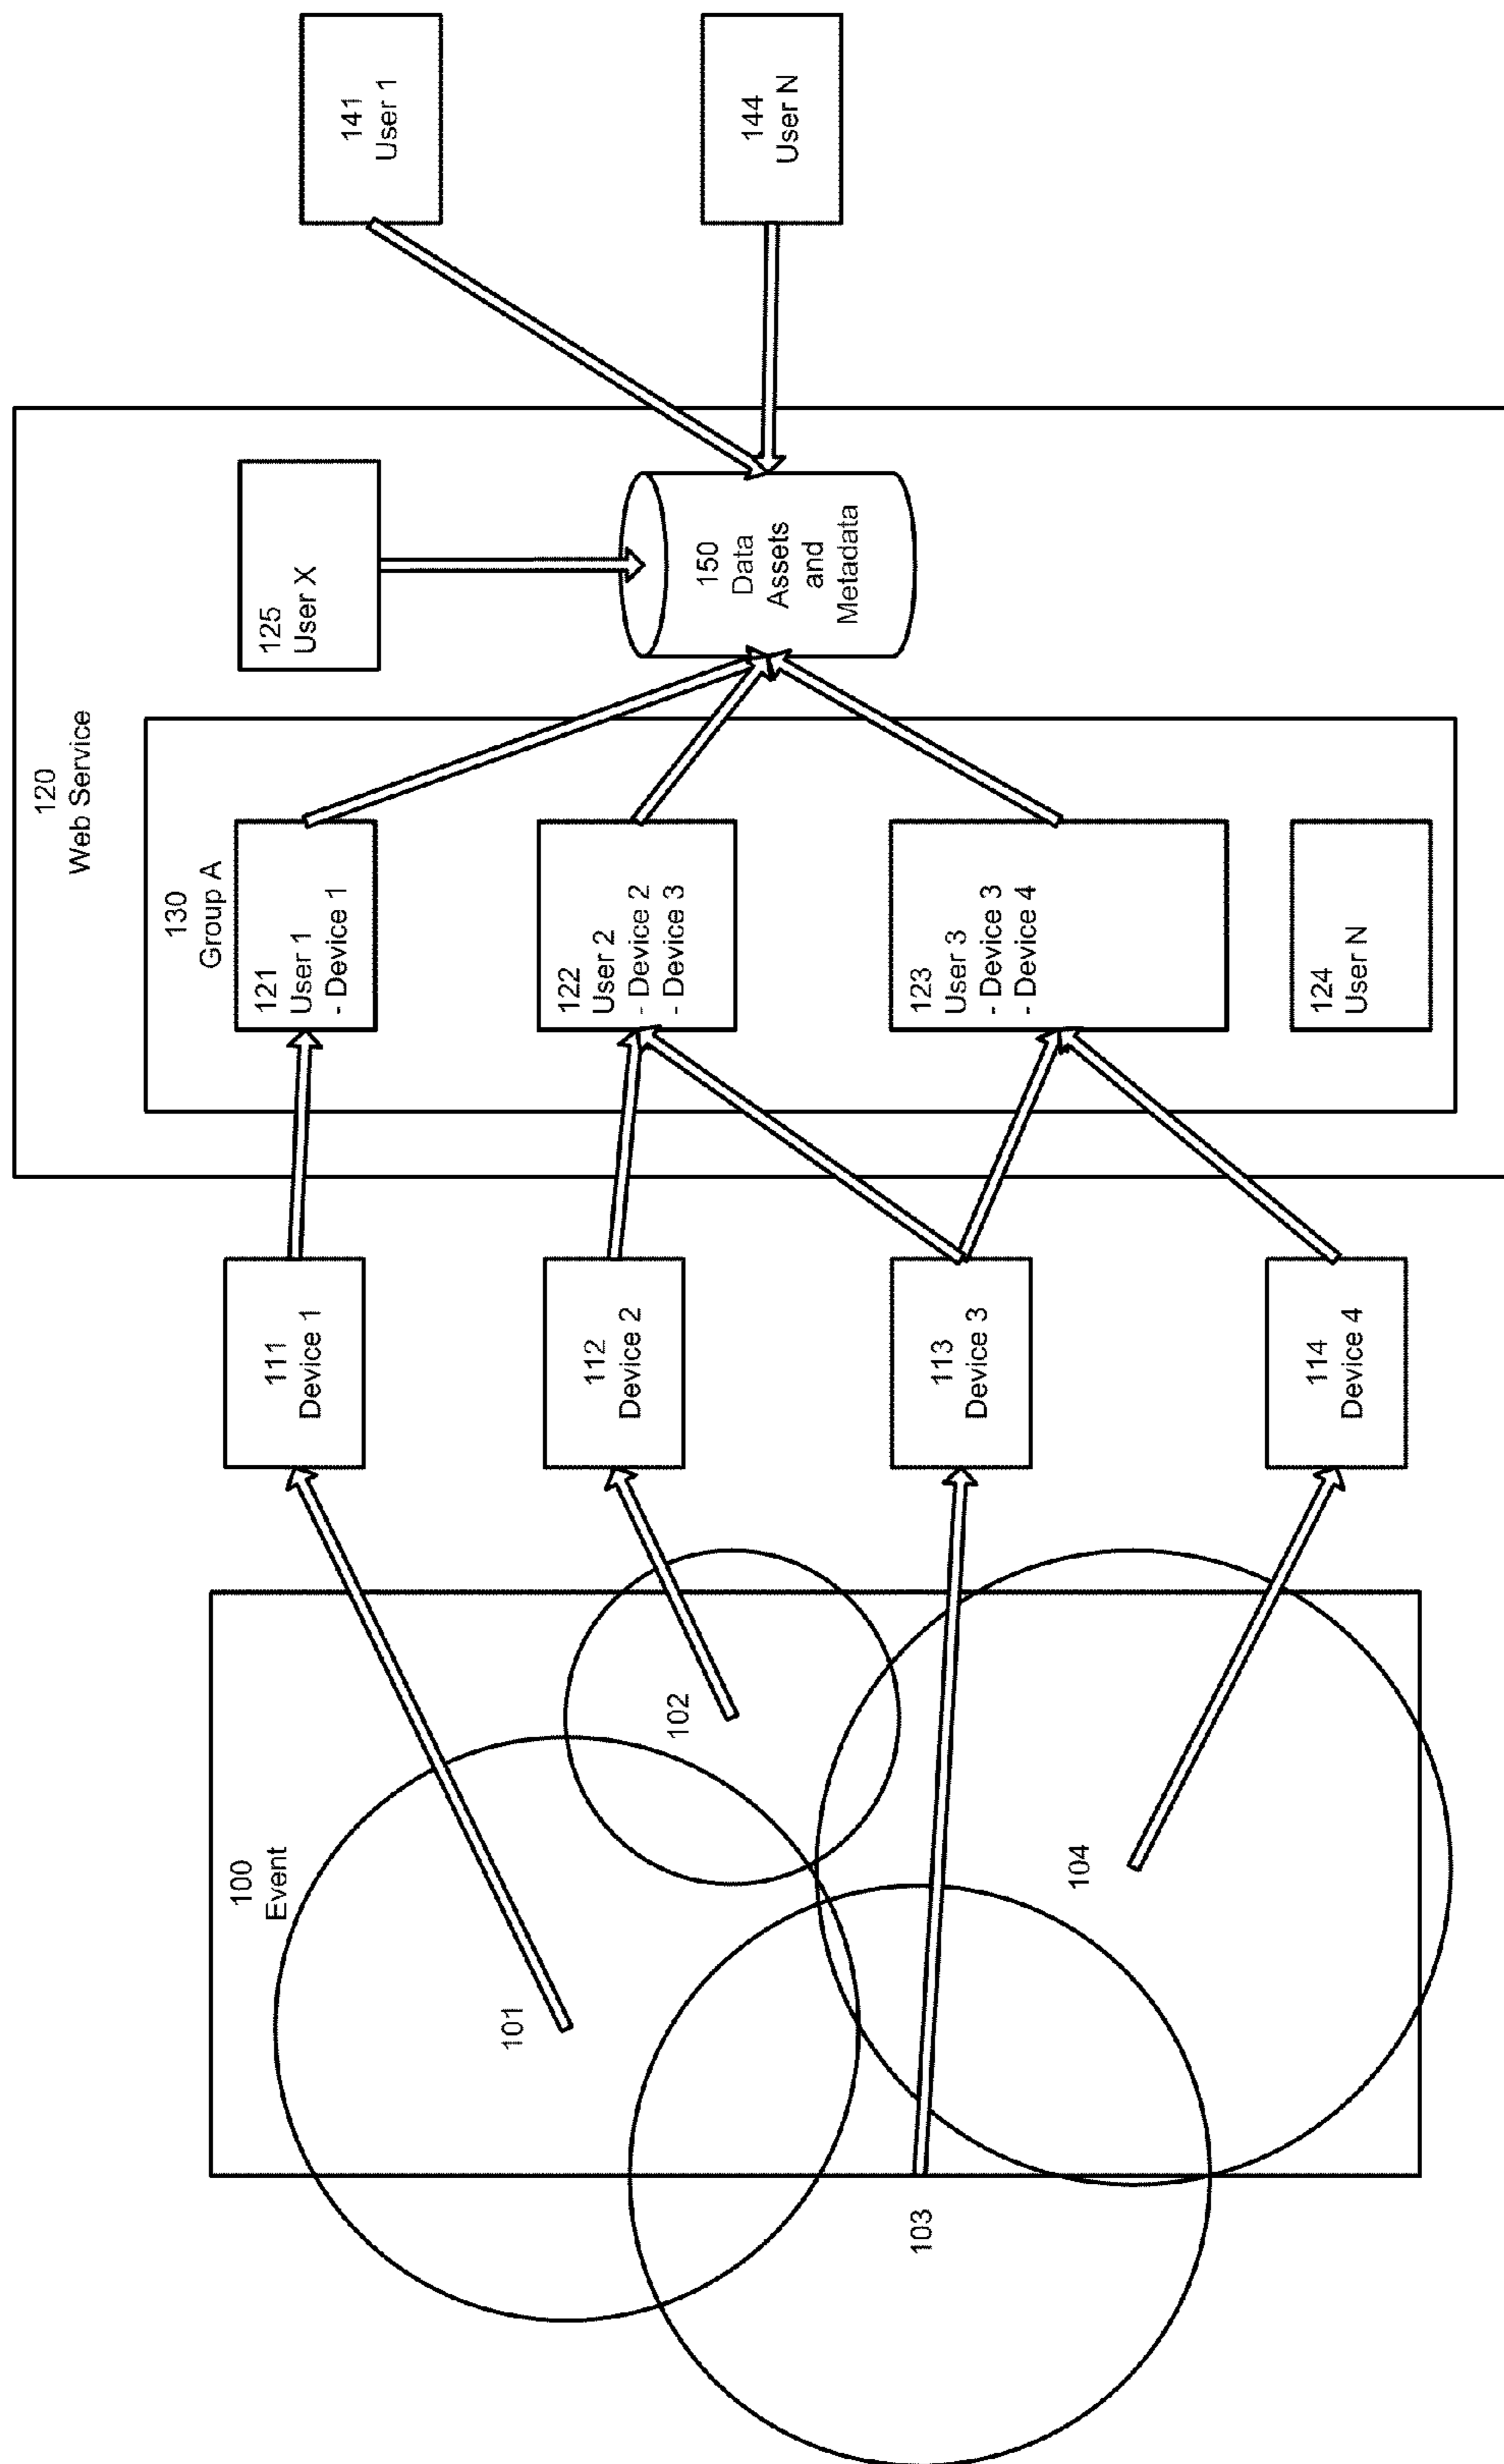 100
Event
101
102
103
104
111
Device 1
112
Device 2
113
Device 3
114
Device 4
120
Web Service
130
Group A
121
User 1
- Device 1
122
User 2
- Device 2
- Device 3
123
User 3
- Device 3
- Device 4
124
User N
125
User X
150
Data
Assets
and
Metadata
141
User 1
144
User N